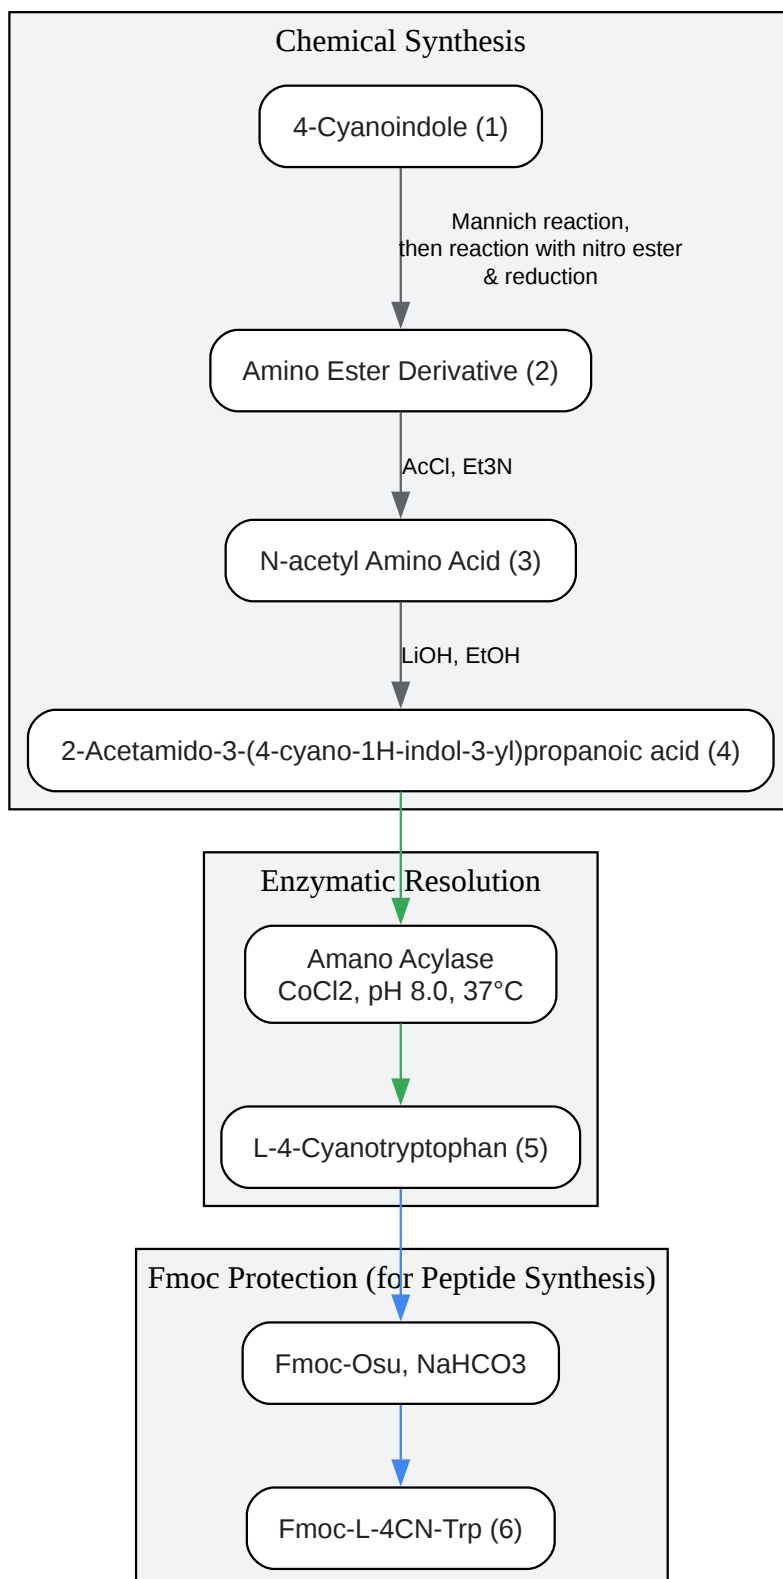 Chemical Synthesis
4-Cyanoindole (1)
Mannich reaction,
then reaction with nitro ester
& reduction
Amino Ester Derivative (2)
AcCl, Et3N
N-acetyl Amino Acid (3)
LiOH, EtOH
2-Acetamido-3-(4-cyano-1H-indol-3-yl)propanoic acid (4)
Enzymatic Resolution
Amano Acylase
CoCl2, pH 8.0, 37°C
L-4-Cyanotryptophan (5)
Fmoc Protection (for Peptide Synthesis)
Fmoc-Osu, NaHCO3
Fmoc-L-4CN-Trp (6)